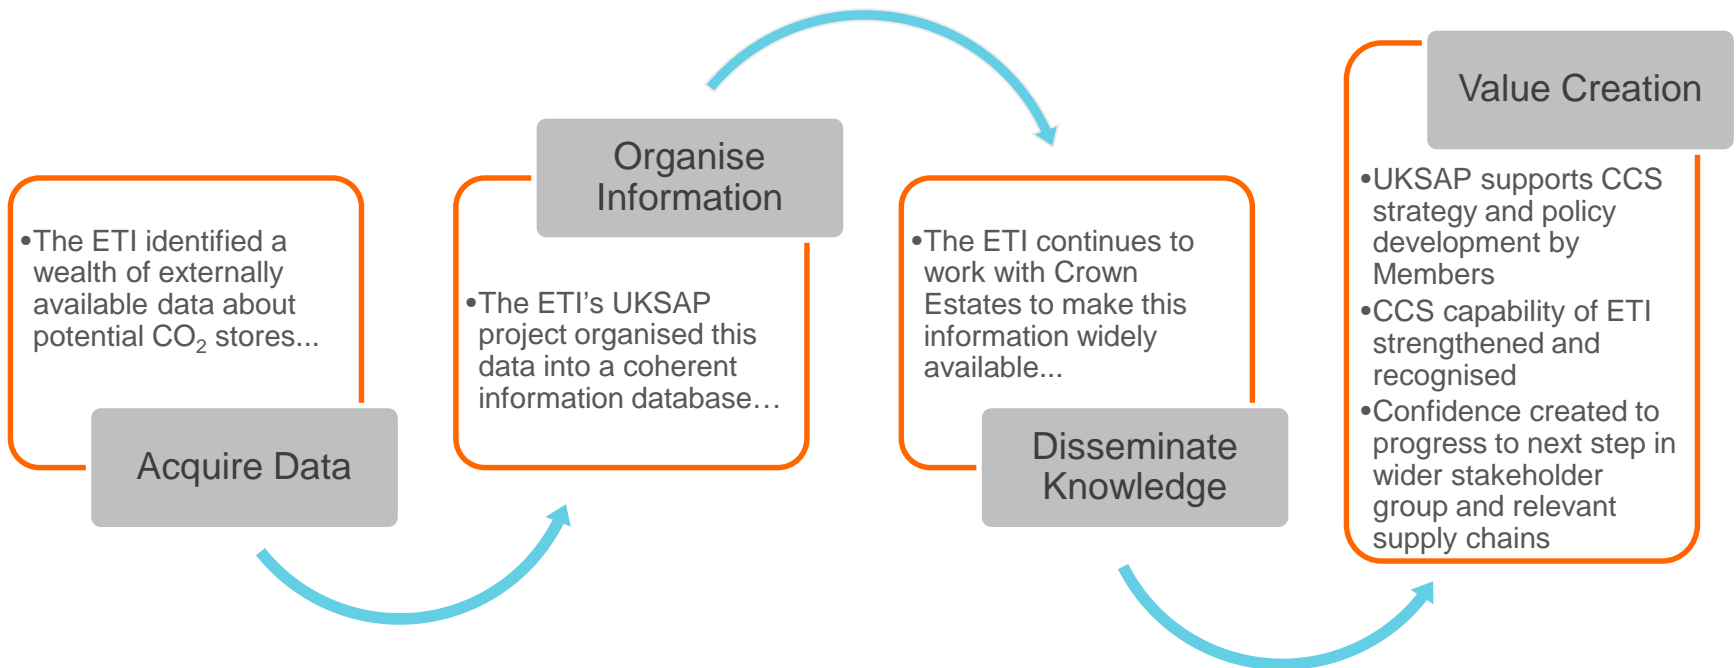 •The ETI identified a
wealth of externally
available data about
potential CO₂ stores...
Acquire Data
Organise
Information
•The ETI’s UKSAP
project organised this
data into a coherent
information database…
•The ETI continues to
work with Crown
Estates to make this
information widely
available...
Disseminate
Knowledge
Value Creation
•UKSAP supports CCS
strategy and policy
development by
Members
•CCS capability of ETI
strengthened and
recognised
•Confidence created to
progress to next step in
wider stakeholder
group and relevant
supply chains